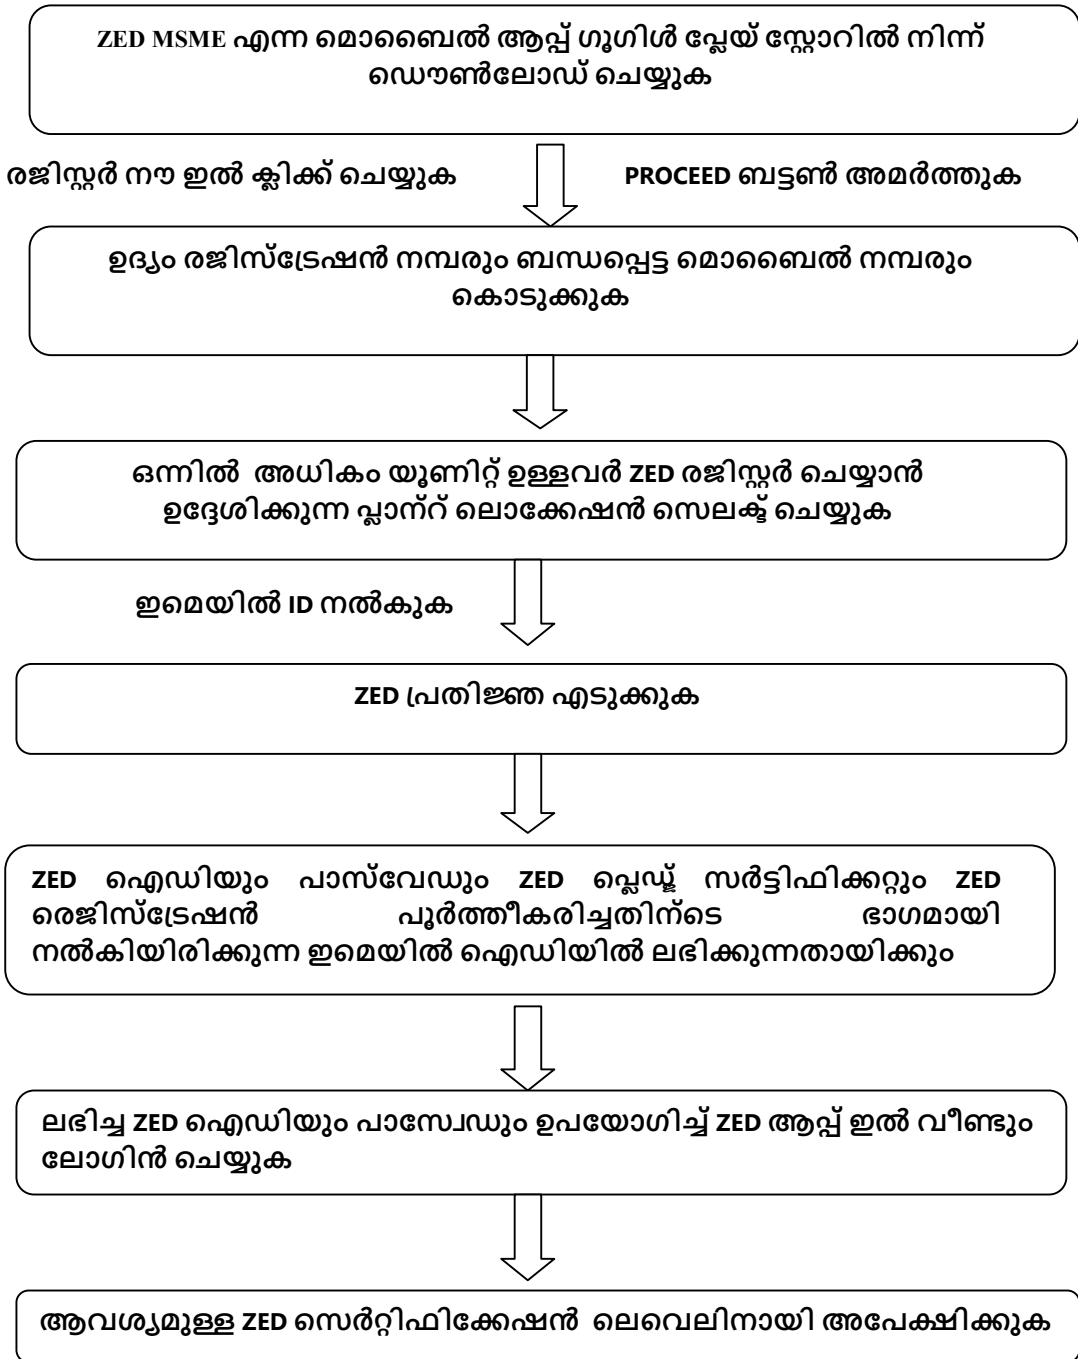 ZED MSME എന്ന മൊബൈൽ ആപ്പ് ഗൂഗിൾ പ്ലേയ് സ്റ്റോറിൽ നിന്ന്
ഡൌൺലോഡ് ചെയ്യുക
രജിസ്റ്റർ നൗ ഇൽ ക്ലിക്ക് ചെയ്യുക
PROCEED ബട്ടൺ അമർത്തുക
ഉദ്യം രജിസ്ട്രേഷൻ നമ്പരും ബന്ധപ്പെട്ട മൊബൈൽ നമ്പരും
കൊടുക്കുക
ഒന്നിൽ അധികം യൂണിറ്റ് ഉള്ളവർ ZED രജിസ്റ്റർ ചെയ്യാൻ
ഉദ്ദേശിക്കുന്ന പ്ലാന്റ് ലൊക്കേഷൻ സെലക്ട് ചെയ്യുക
ഇമെയിൽ ID നൽകുക
ZED പ്രതിജ്ഞ എടുക്കുക
ZED ഐഡിയും പാസ്‌വേഡും ZED പ്ലെഡ്ജ് സർട്ടിഫിക്കറ്റും ZED
രെജിസ്ട്രേഷൻ പൂർത്തീകരിച്ചതിന്ടെ ഭാഗമായി
നൽകിയിരിക്കുന്ന ഇമെയിൽ ഐഡിയിൽ ലഭിക്കുന്നതായിക്കും
ലഭിച്ച ZED ഐഡിയും പാസ്വേഡും ഉപയോഗിച്ച് ZED ആപ്പ് ഇൽ വീണ്ടും
ലോഗിൻ ചെയ്യുക
ആവശ്യമുള്ള ZED സെർറ്റിഫിക്കേഷൻ ലെവെലിനായി അപേക്ഷിക്കുക